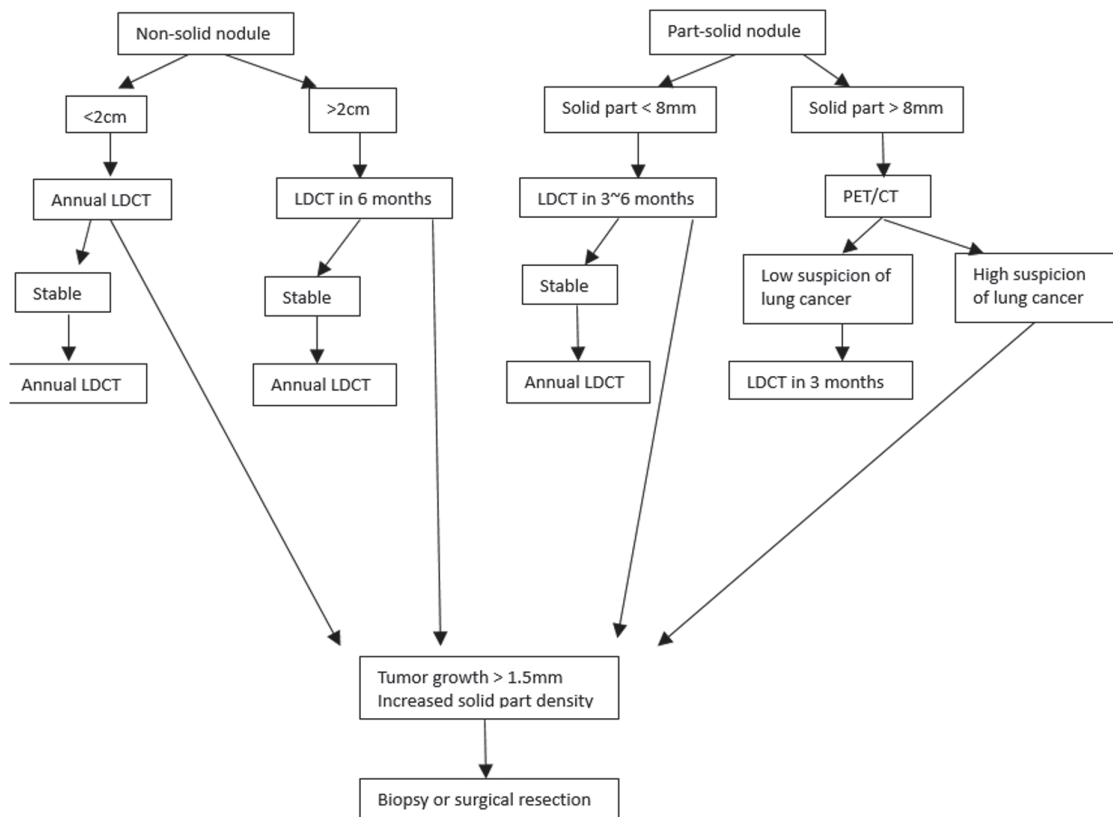 Non-solid nodule
Part-solid nodule
<2cm
>2cm
Solid part < 8mm
Solid part > 8mm
Annual LDCT
LDCT in 6 months
LDCT in 3~6 months
PET/CT
Stable
Stable
Stable
Low suspicion of
lung cancer
High suspicion
of lung cancer
Annual LDCT
Annual LDCT
Annual LDCT
LDCT in 3 months
Tumor growth > 1.5mm
Increased solid part density
Biopsy or surgical resection